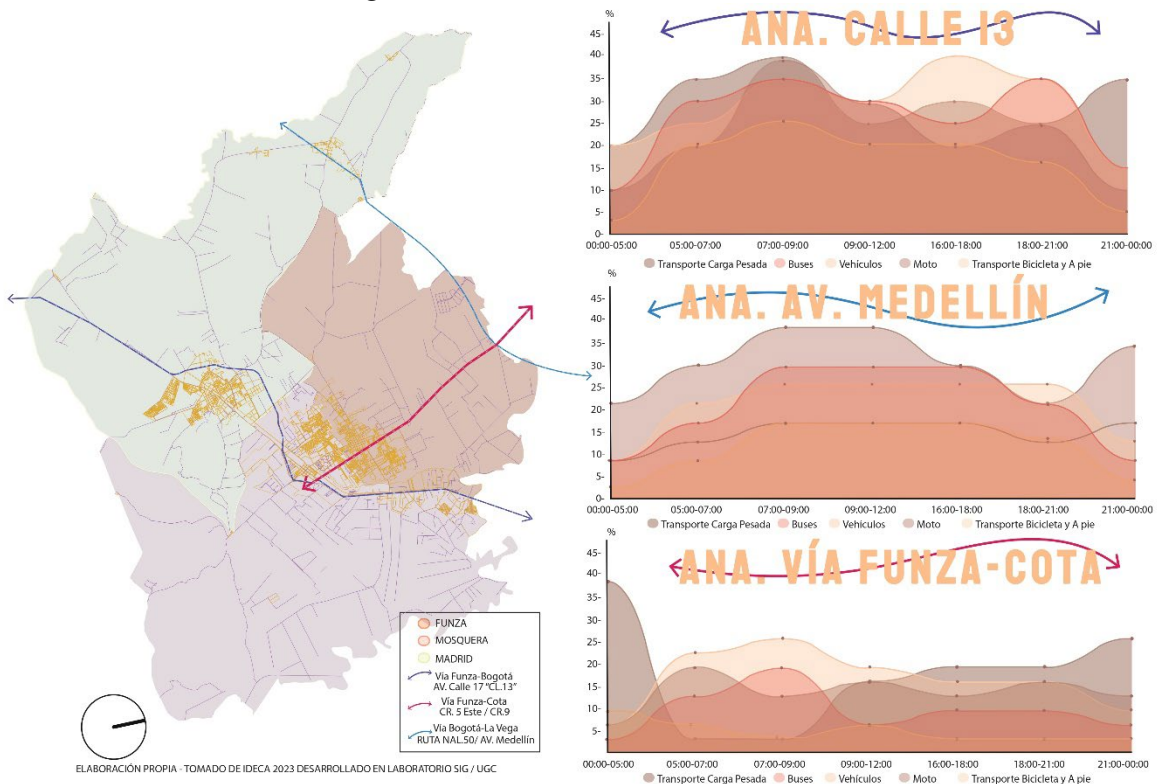 FUNZA
MOSQUERA
MADRID
Vía Funza-Bogotá
AV. Calle 17 "CL.13"
Vía Funza-Cota
CR. 5 Este / CR.9
Vía Bogotá-La Vega
RUTA NAL.50/ AV. Medellín
ELABORACIÓN PROPIA - TOMADO DE IDECA 2023 DESARROLLADO EN LABORATORIO SIG / UGC
%
ANA. CALLE 13
45-
40-
35-
30-
25-
20-
15-
10-
5-
0-
00:00-05:00 05:00-07:00 07:00-09:00 09:00-12:00 16:00-18:00 18:00-21:00 21:00-00:00
Transporte Carga Pesada Buses Vehículos Moto Transporte Bicicleta y A pie
%
ANA. AV. MEDELLÍN
45-
40-
35-
30-
25-
20-
15-
10-
5-
0-
00:00-05:00 05:00-07:00 07:00-09:00 09:00-12:00 16:00-18:00 18:00-21:00 21:00-00:00
Transporte Carga Pesada Buses Vehículos Moto Transporte Bicicleta y A pie
%
ANA. VÍA FUNZA-COTA
45-
40-
35-
30-
25-
20-
15-
10-
5-
00:00-05:00 05:00-07:00 07:00-09:00 09:00-12:00 16:00-18:00 18:00-21:00 21:00-00:00
Transporte Carga Pesada Buses Vehículos Moto Transporte Bicicleta y A pie